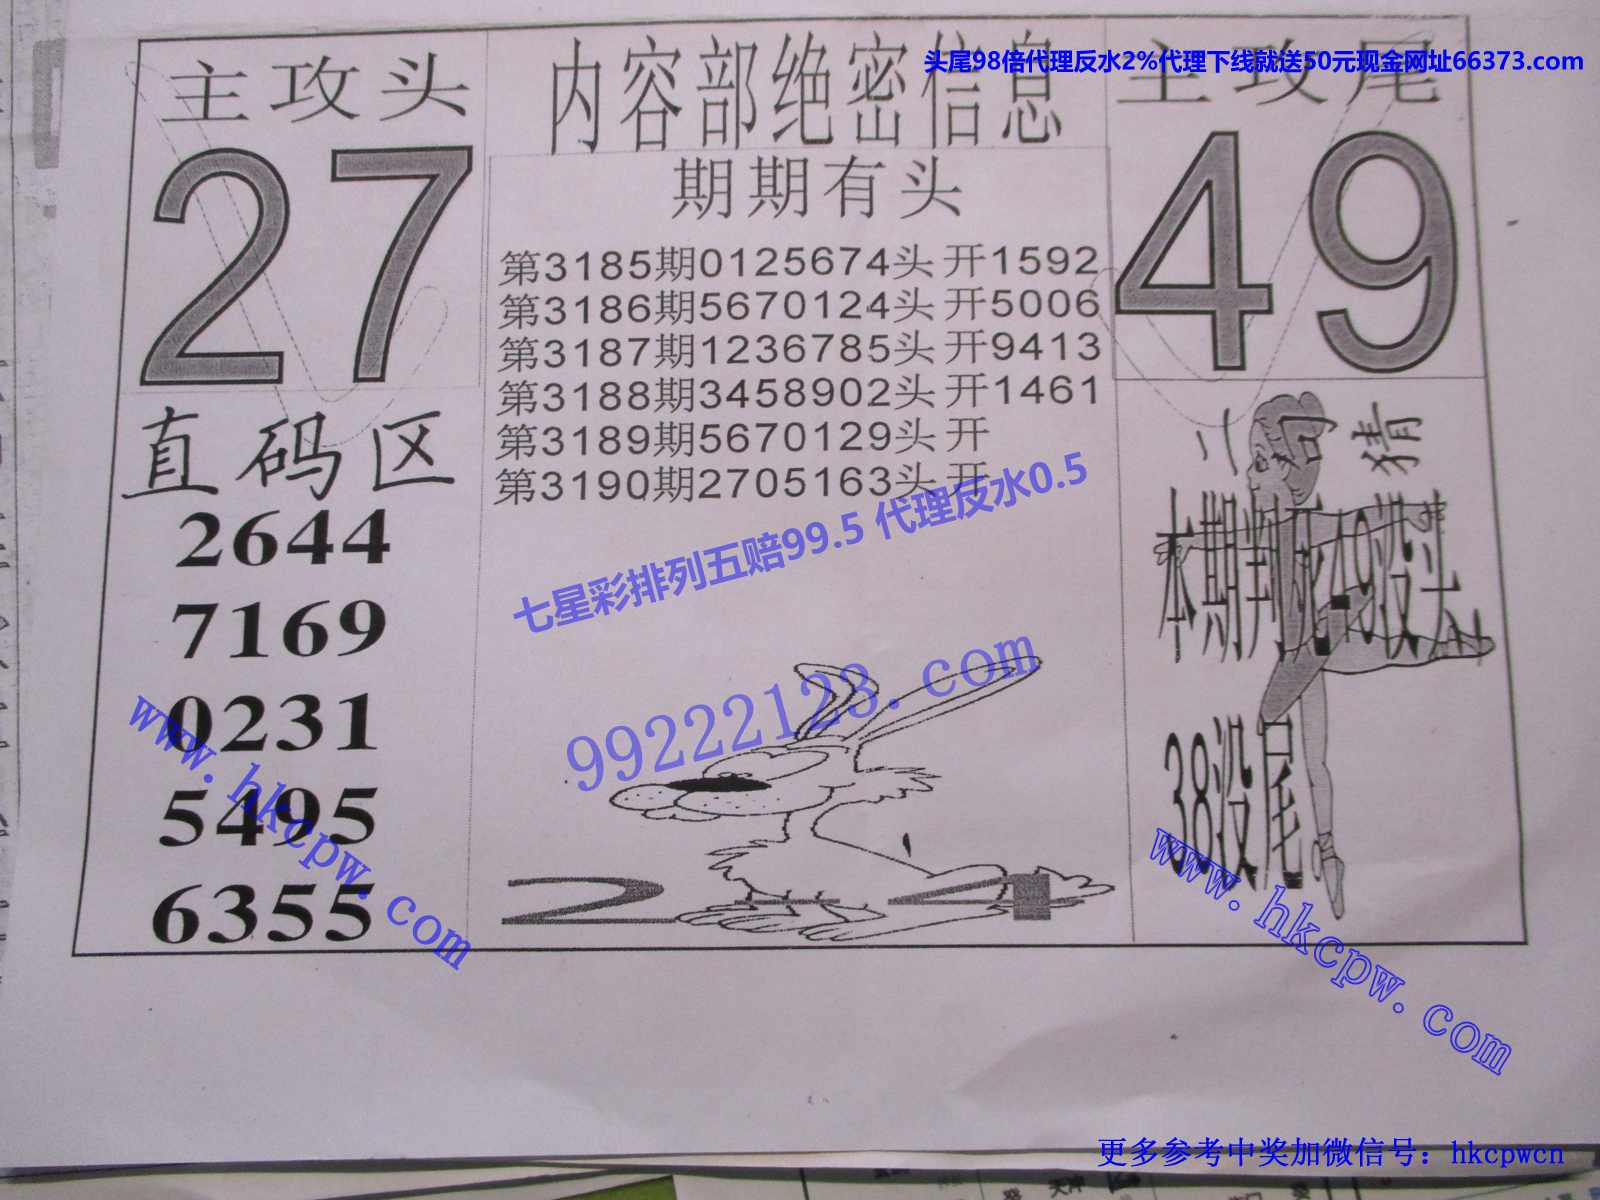 头尾98倍代理反水2%代理下线就送50元现金网址66373.com
主攻头
27
内容部绝密信息
主攻尾
49
期期有头
第3185期0125674头 开1592
第3186期5670124头 开5006
第3187期1236785头 开9413
第3188期3458902头 开1461
第3189期5670129头 开
第3190期2705163头 开
直码区
2644
7169
0231
5495
6355
七星彩排列五赔99.5 代理反水0.5
99222123.com
2-4
二句猜
本期判死49没头
38没尾
www.hkcpw.com
www.hkcpw.com
更多参考中奖加微信号：hkcpwcn